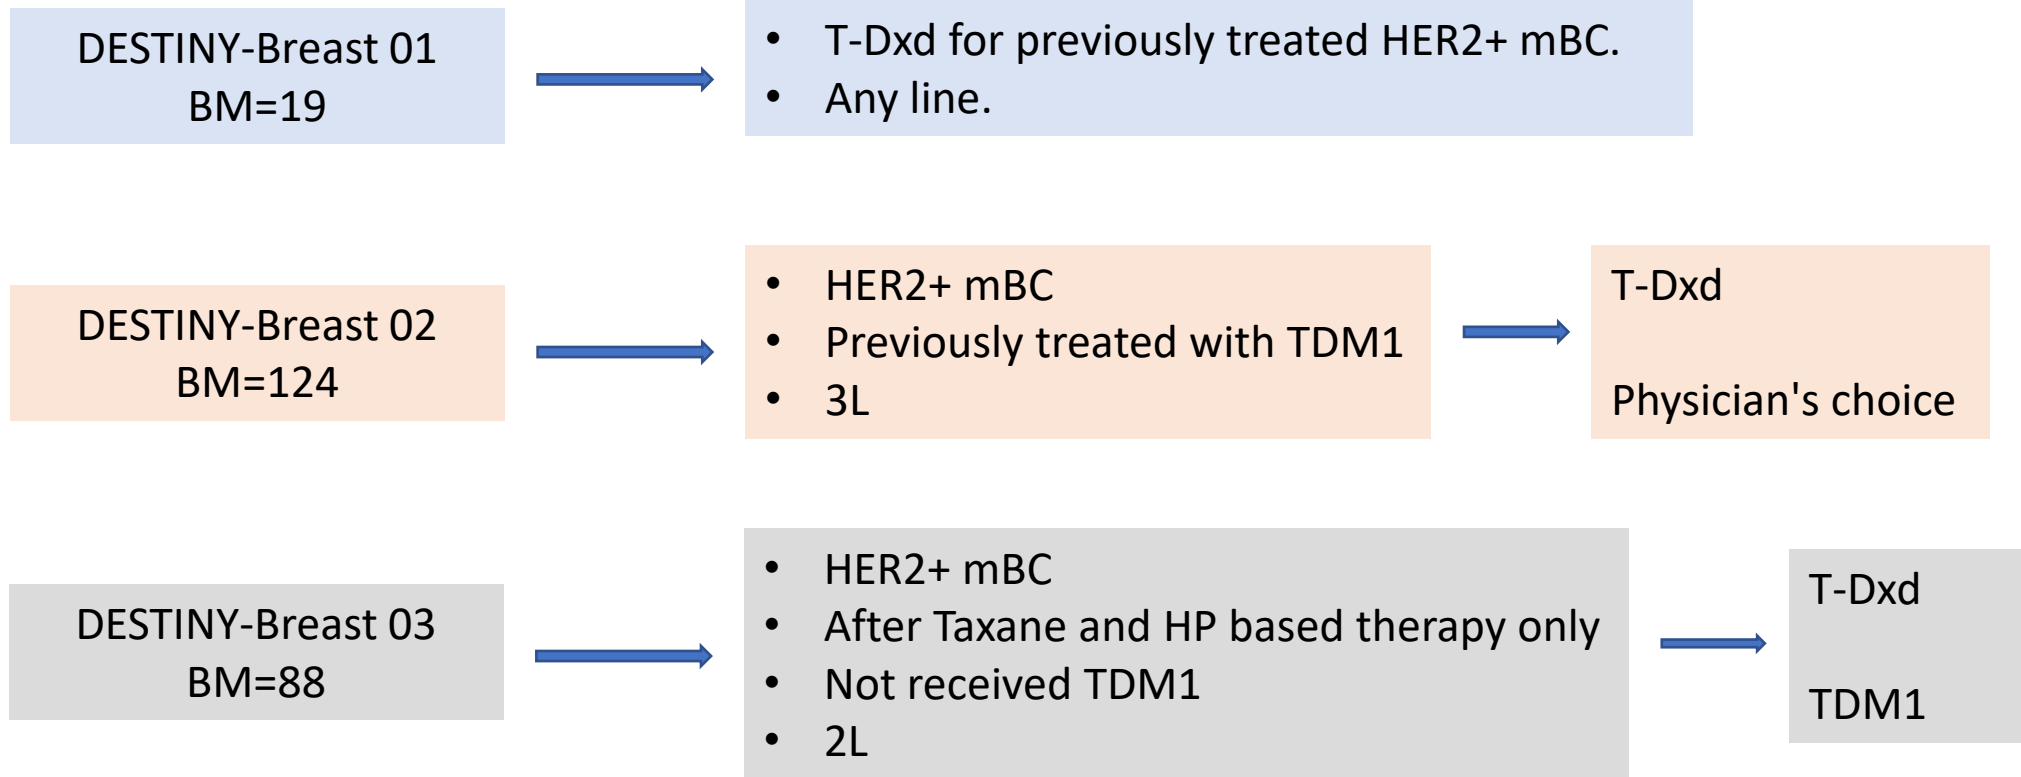 DESTINY-Breast 01
BM=19
• T-Dxd for previously treated HER2+ mBC.
• Any line.
DESTINY-Breast 02
BM=124
• HER2+ mBC
• Previously treated with TDM1
• 3L
T-Dxd
Physician's choice
DESTINY-Breast 03
BM=88
• HER2+ mBC
• After Taxane and HP based therapy only
• Not received TDM1
• 2L
T-Dxd
TDM1